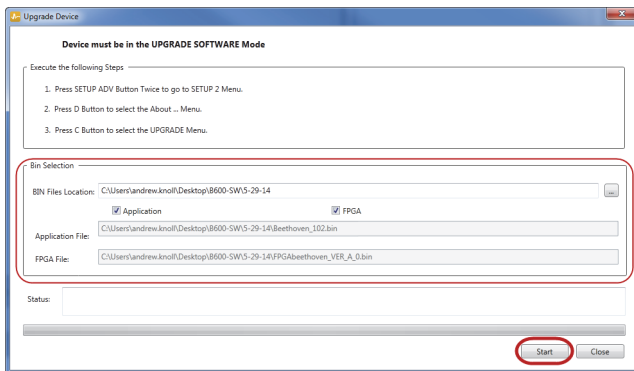 Upgrade Device
Device must be in the UPGRADE SOFTWARE Mode
Execute the following Steps
1. Press SETUP ADV Button Twice to go to SETUP 2 Menu.
2. Press D Button to select the About ... Menu.
3. Press C Button to select the UPGRADE Menu.
Bin Selection
BIN Files Location: C:\Users\andrew.knoll\Desktop\B600-SW\5-29-14 ...
Application FPGA
Application File: C:\Users\andrew.knoll\Desktop\B600-SW\5-29-14\Beethoven_102.bin
FPGA File: C:\Users\andrew.knoll\Desktop\B600-SW\5-29-14\FPGAbeethoven_VER_A_0.bin
Status:
Start Close